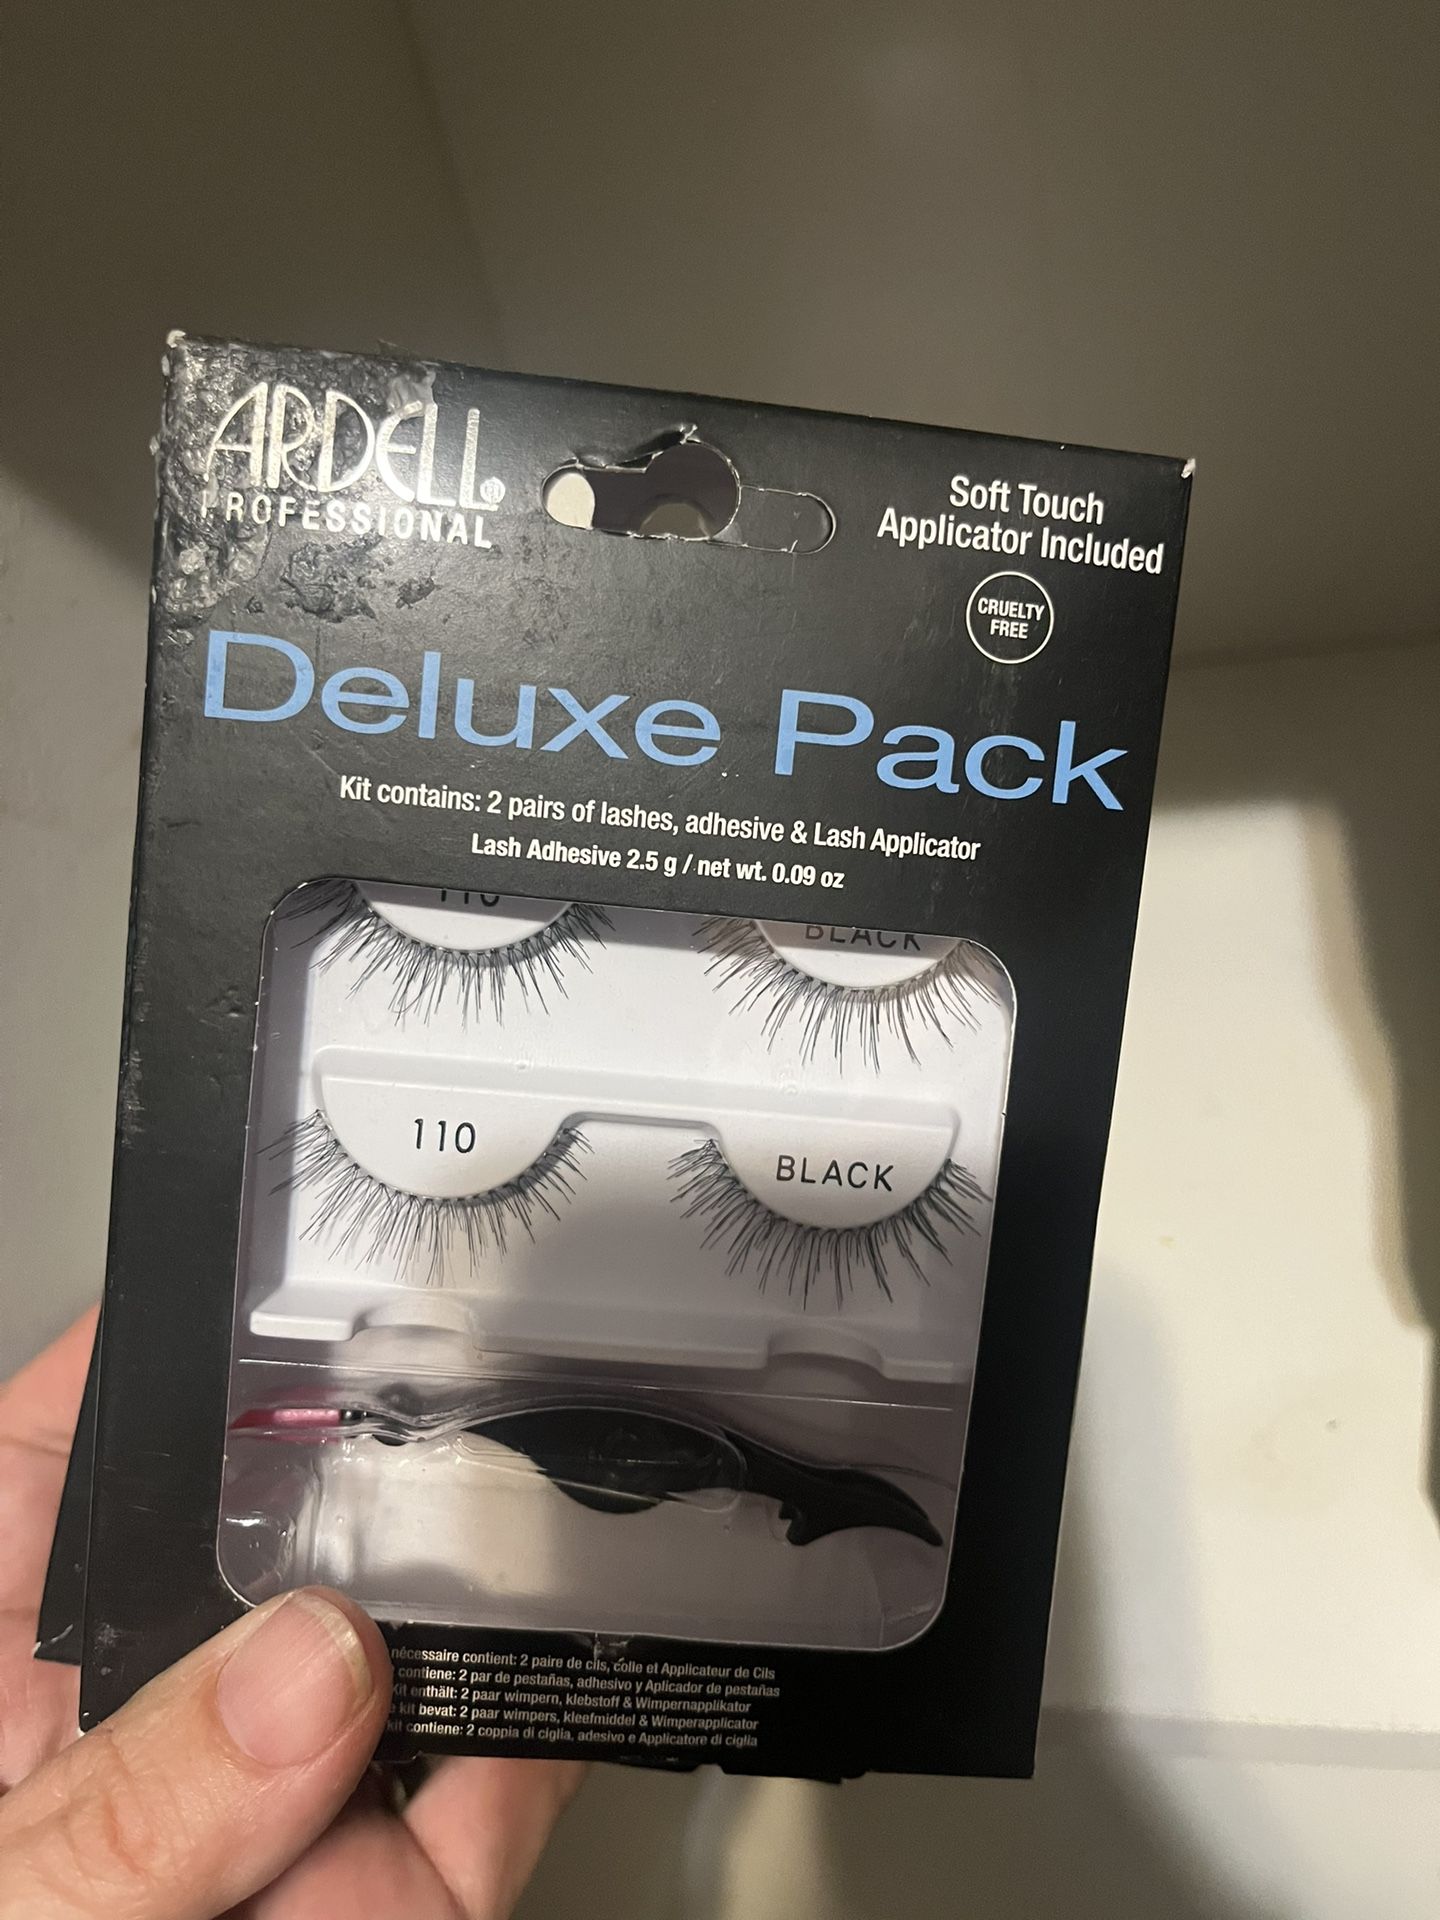 ARDELL®
PROFESSIONAL
Soft Touch
Applicator Included
CRUELTY
FREE
Deluxe Pack
Kit contains: 2 pairs of lashes, adhesive & Lash Applicator
Lash Adhesive 2.5 g / net wt. 0.09 oz
110
BLACK
110
BLACK
nécessaire contient: 2 paire de cils, colle et Applicateur de Cils
contiene: 2 par de pestañas, adhesivo y Aplicador de pestañas
Kit enthält: 2 paar wimpern, klebstoff & Wimpernapplikator
kit bevat: 2 paar wimpers, kleefmiddel & Wimperapplicator
kit contiene: 2 coppia di ciglia, adesivo e Applicatore di ciglia